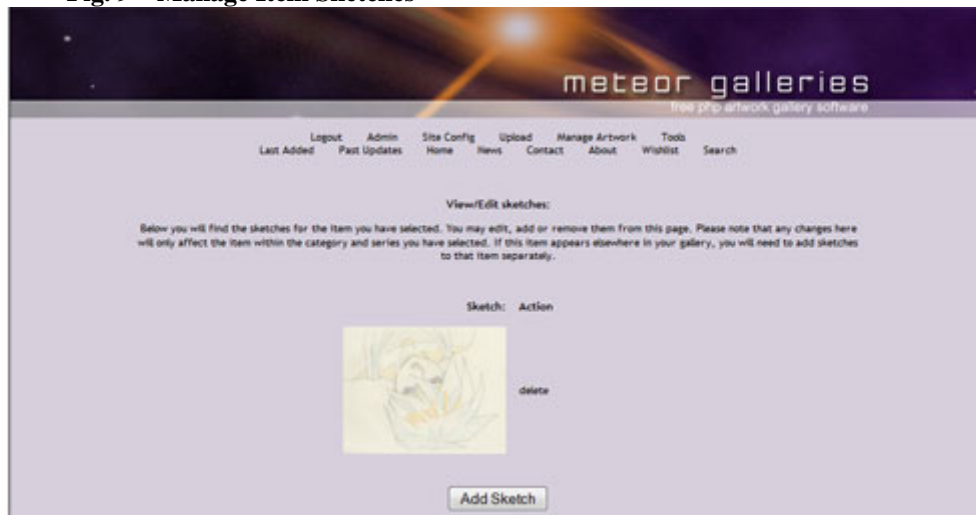 Fig. 9 – Manage Item Sketches
meteor galleries
free php artwork gallery software
Logout Admin Site Config Upload Manage Artwork Tools
Last Added Past Updates Home News Contact About Wishlist Search
View/Edit sketches:
Below you will find the sketches for the item you have selected. You may edit, add or remove them from this page. Please note that any changes here
will only affect the item within the category and series you have selected. If this item appears elsewhere in your gallery, you will need to add sketches
to that item separately.
Sketch: Action
delete
Add Sketch